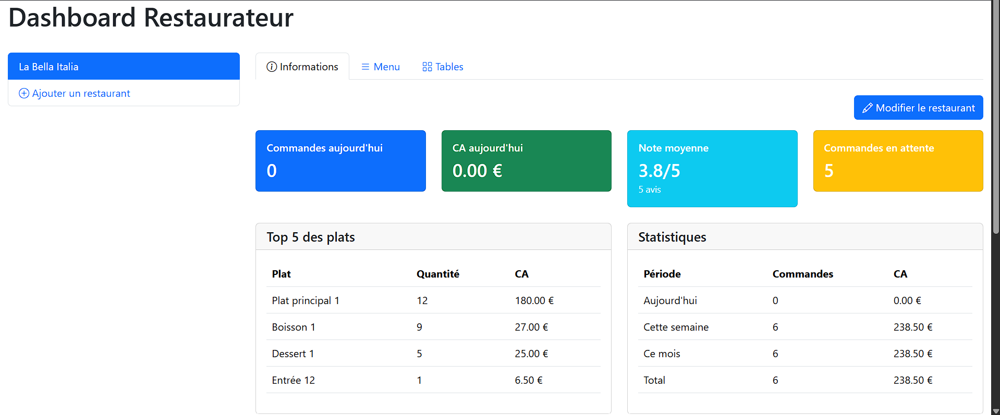 Dashboard Restaurateur
La Bella Italia
Ajouter un restaurant
Informations
Menu
Tables
Modifier le restaurant
Commandes aujourd'hui
0
CA aujourd'hui
0.00 €
Note moyenne
3.8/5
5 avis
Commandes en attente
5
Top 5 des plats
Plat Quantité CA
Plat principal 1 12 180.00 €
Boisson 1 9 27.00 €
Dessert 1 5 25.00 €
Entrée 12 1 6.50 €
Statistiques
Période Commandes CA
Aujourd'hui 0 0.00 €
Cette semaine 6 238.50 €
Ce mois 6 238.50 €
Total 6 238.50 €